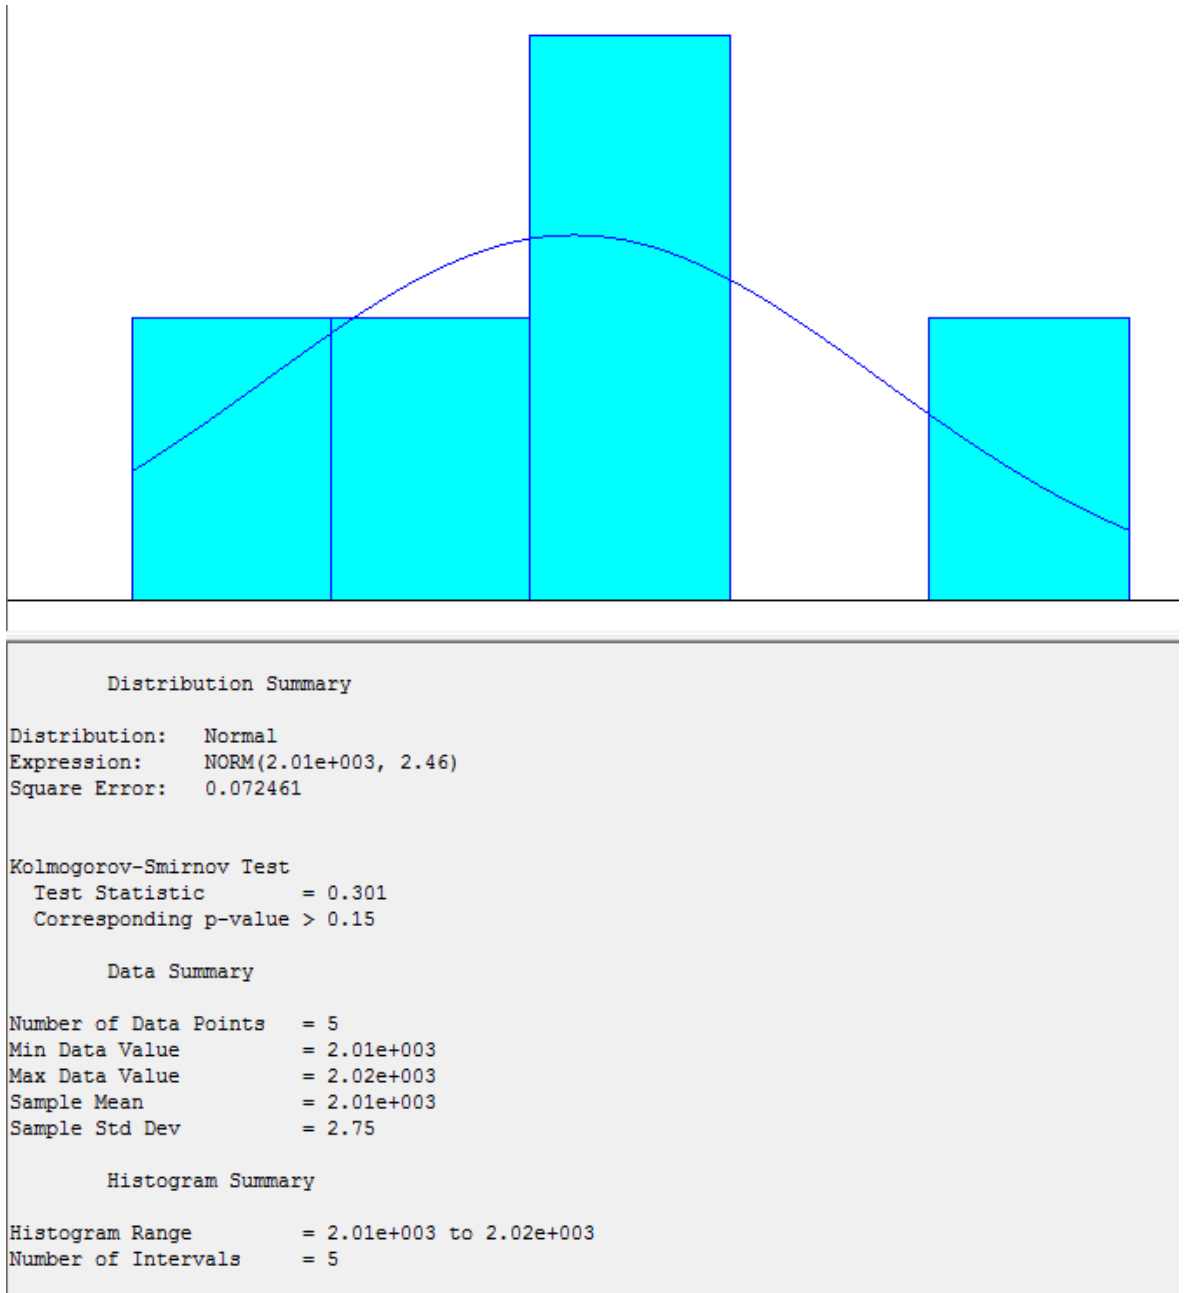 Distribution Summary
Distribution: Normal
Expression: NORM(2.01e+003, 2.46)
Square Error: 0.072461
Kolmogorov-Smirnov Test
Test Statistic = 0.301
Corresponding p-value > 0.15
Data Summary
Number of Data Points = 5
Min Data Value = 2.01e+003
Max Data Value = 2.02e+003
Sample Mean = 2.01e+003
Sample Std Dev = 2.75
Histogram Summary
Histogram Range = 2.01e+003 to 2.02e+003
Number of Intervals = 5